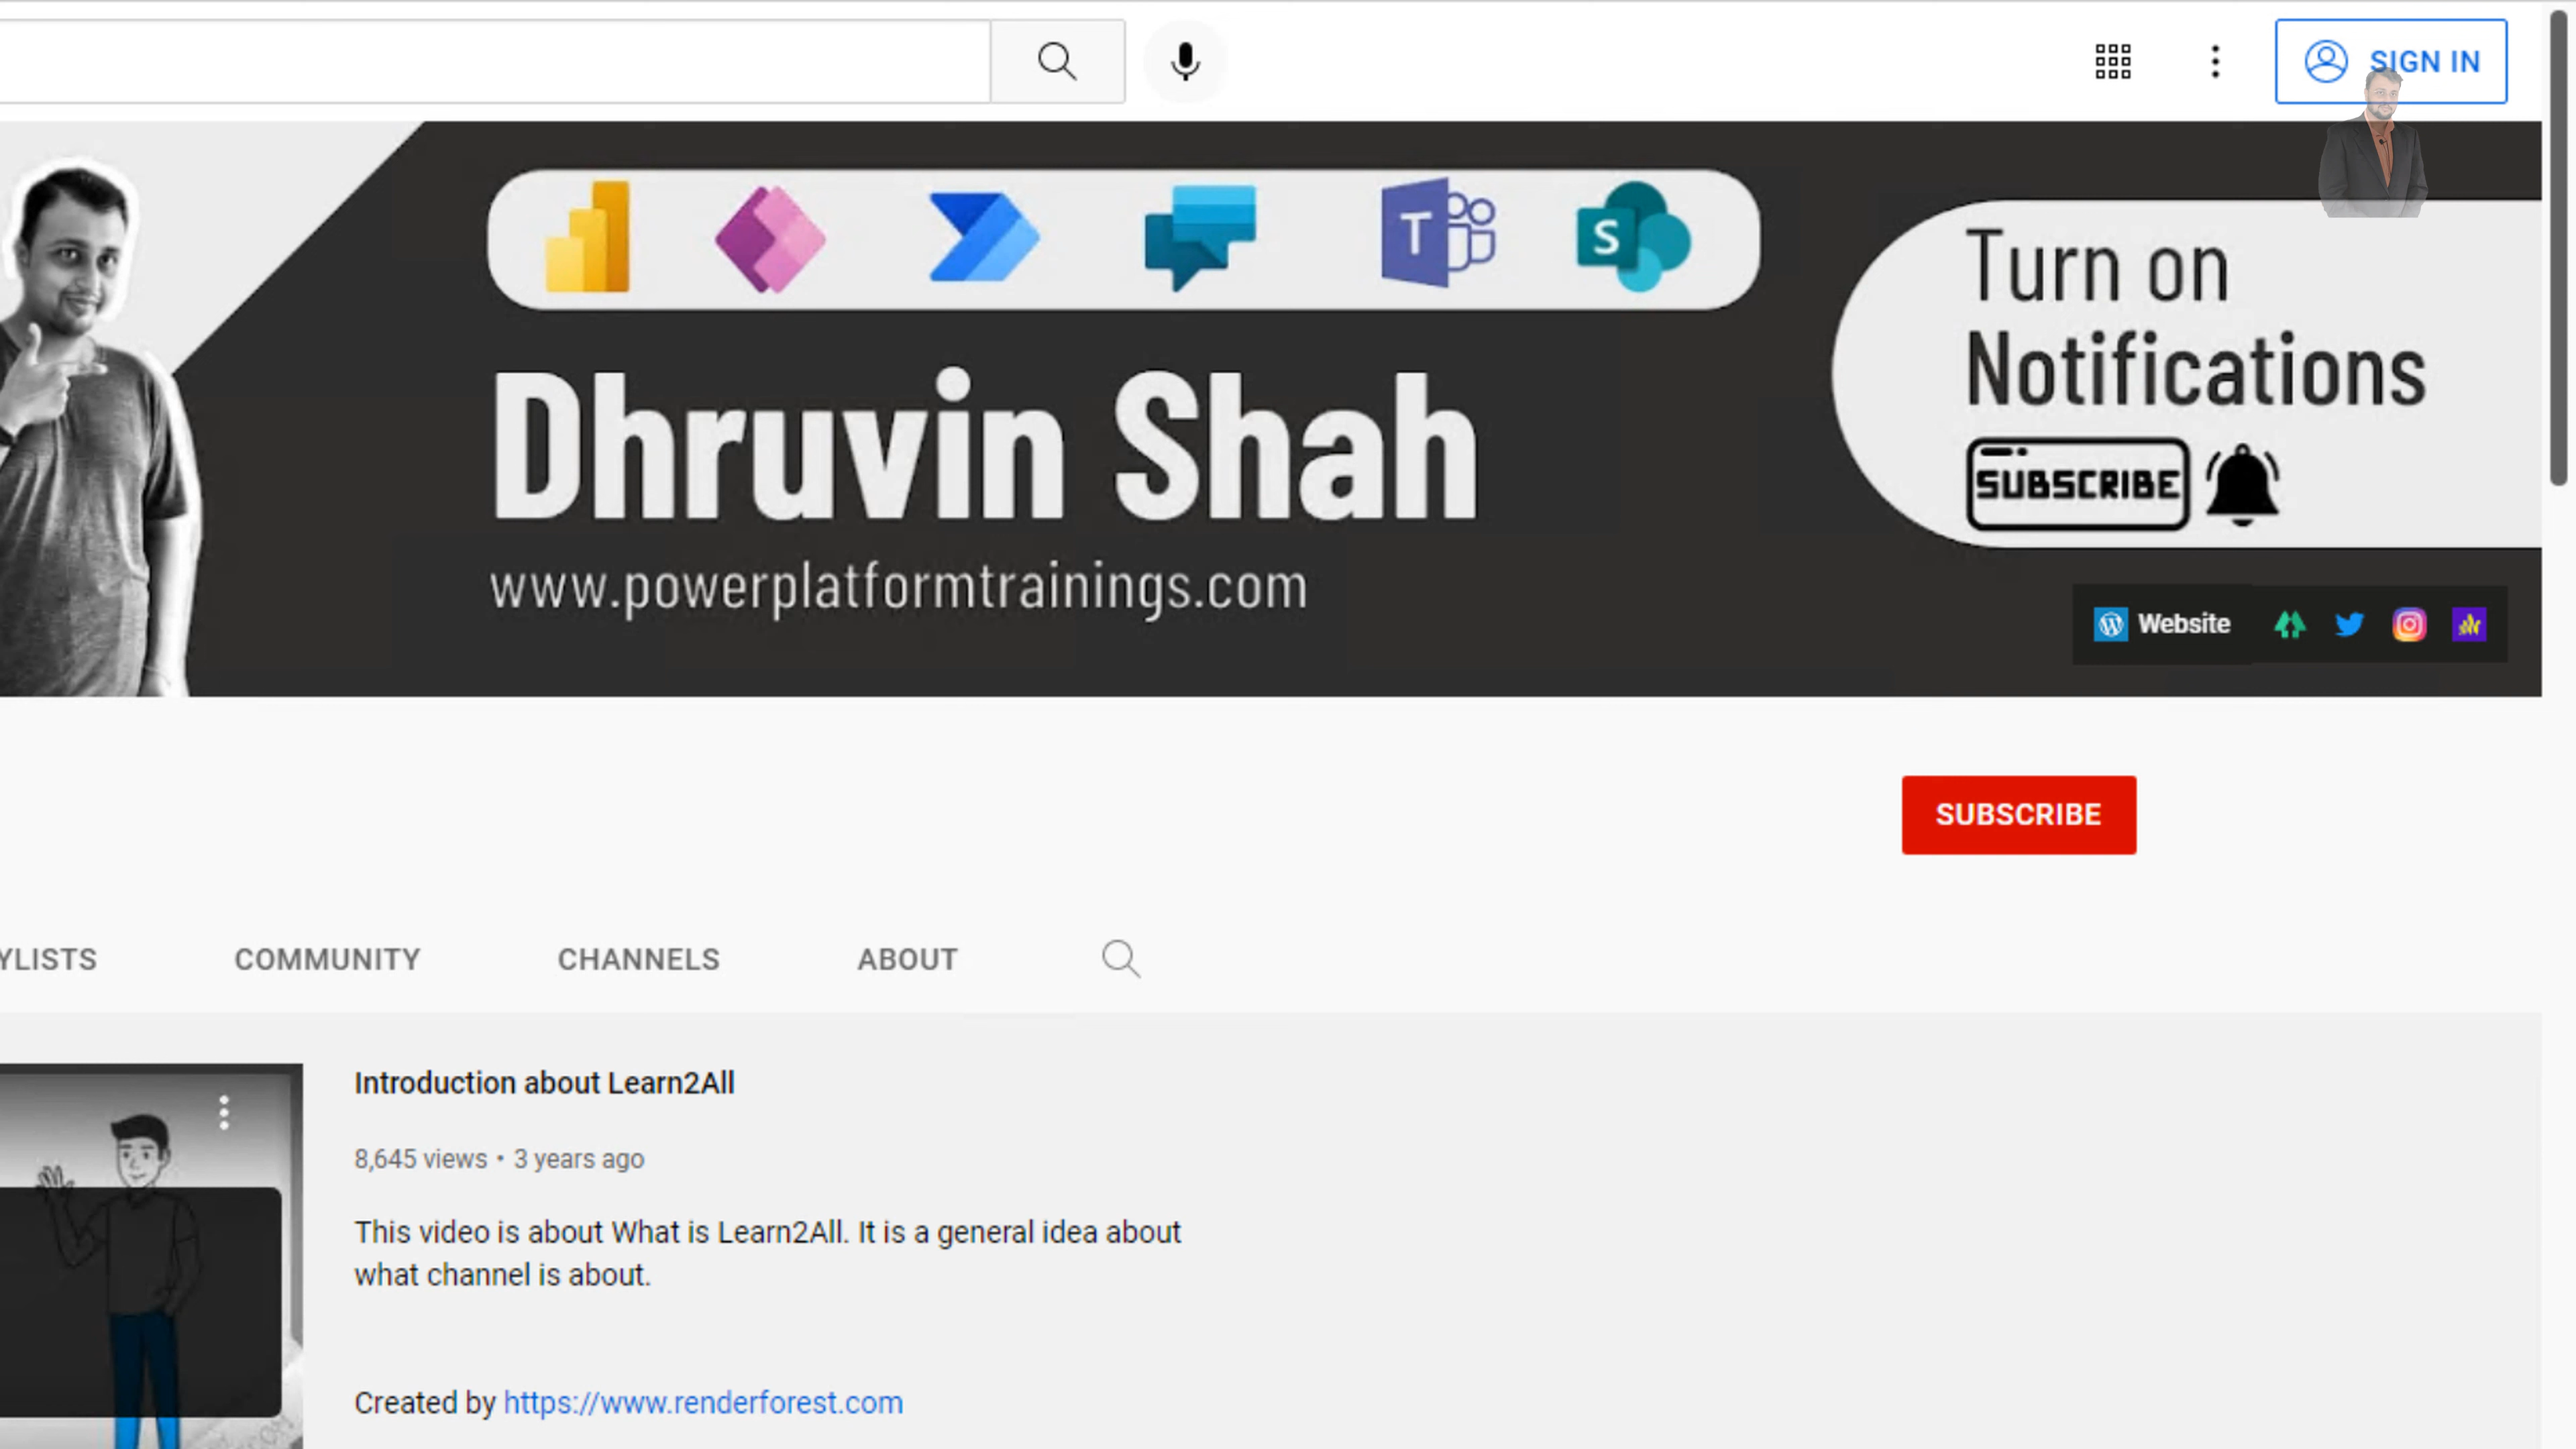 SIGN IN
T
S
Turn on
Notifications
SUBSCRIBE
Dhruvin Shah
www.powerplatformtrainings.com
Website
SUBSCRIBE
YLISTS
COMMUNITY
CHANNELS
ABOUT
Introduction about Learn2All
8,645 views • 3 years ago
This video is about What is Learn2All. It is a general idea about
what channel is about.
Created by https://www.renderforest.com